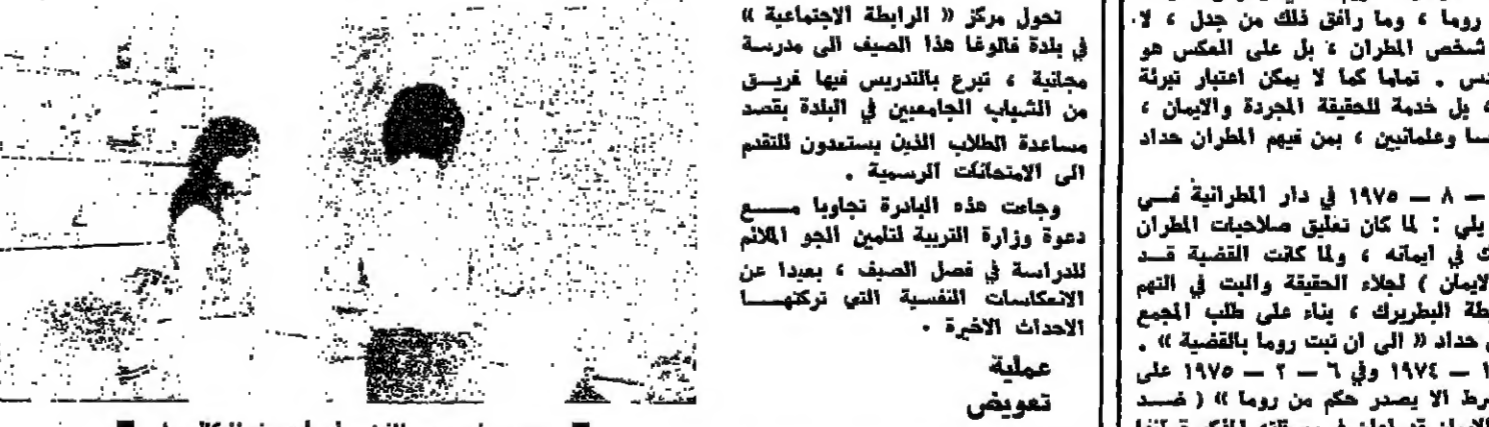 تحول مركز « الرابطة الاجتماعية »
في بلدة فالوغا هذا الصيف الى مدرسة
مجانية ، تبرع بالتدريس فيها فريـــق
من الشباب الجامعيين في البلدة بقصد
مساعدة الطلاب الذين يستعدون للتقدم
الى الامتحانات الرسمية .
وجاءت هذه البادرة تجاوبا مـــــع
دعوة وزارة التربية لتأمين الجو الملائم
للدراسة في فصل الصيف ، بعيدا عن
الانعكاسات النفسية التي تركتهـــــا
الاحداث الاخيرة .
عملية
تعويض
روما ، وما رافق ذلك من جدل ، لا
شخص المطران ، بل على العكس هو
تماما كما لا يمكن اعتبار تبرئة
، بل خدمة للحقيقة المجردة والايمان ،
وعلمانيين ، بمن فيهم المطران حداد
— ٨ — ١٩٧٥ في دار المطرانية فـــي
يلي : لما كان تعليق صلاحيات المطران
في ايمانه ، ولما كانت القضية قـــد
الايمان ) لجلاء الحقيقة والبت في التهم
البطريرك ، بناء على طلب المجمع
حداد « الى ان تبت روما بالقضية » .
— ١٩٧٤ وفي ٦ — ٢ — ١٩٧٥ على
الا يصدر حكم من روما » ( ضـــد